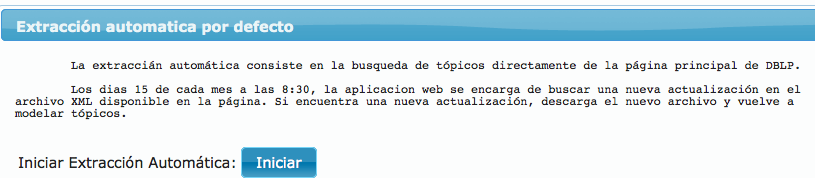 Extracción automatica por defecto
La extraccián automática consiste en la busqueda de tópicos directamente de la página principal de DBLP.
Los dias 15 de cada mes a las 8:30, la aplicacion web se encarga de buscar una nueva actualización en el
archivo XML disponible en la página. Si encuentra una nueva actualización, descarga el nuevo archivo y vuelve a
modelar tópicos.
Iniciar Extracción Automática: Iniciar